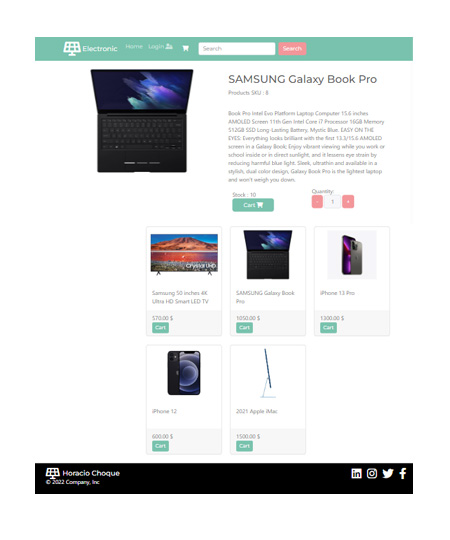 Electronic
Home
Login
Search
Search
SAMSUNG Galaxy Book Pro
Products SKU : 8
Book Pro Intel Evo Platform Laptop Computer 15.6 inches
AMOLED Screen 11th Gen Intel Core i7 Processor 16GB Memory
512GB SSD Long-Lasting Battery, Mystic Blue. EASY ON THE
EYES: Everything looks brilliant with the first 13.3/15.6 AMOLED
screen in a Galaxy Book; Enjoy vibrant viewing while you work or
school inside or in direct sunlight, and it lessens eye strain by
reducing harmful blue light. Sleek, ultrathin and available in a
stylish, dual color design, Galaxy Book Pro is the lightest laptop
and won't weigh you down.
Stock : 10
Quantity:
Cart
- 1 +
Crystal UHD
Samsung 50 inches 4K
Ultra HD Smart LED TV
570.00 $
Cart
SAMSUNG Galaxy Book
Pro
1050.00 $
Cart
iPhone 13 Pro
1300.00 $
Cart
iPhone 12
600.00 $
Cart
2021 Apple iMac
1500.00 $
Cart
Horacio Choque
© 2022 Company, Inc